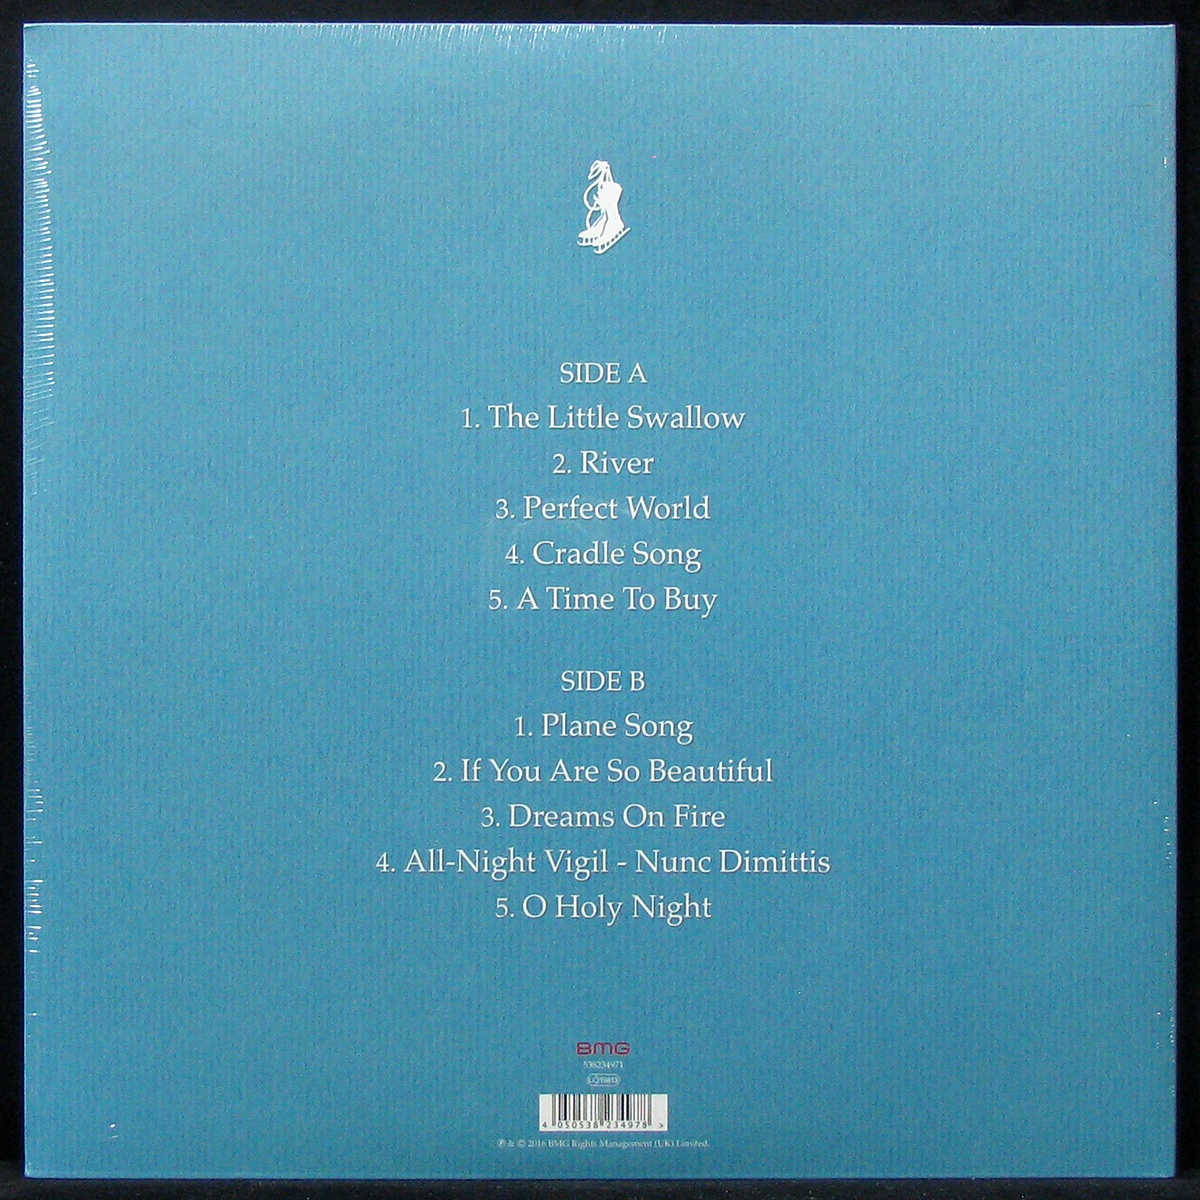 SIDE A
1. The Little Swallow
2. River
3. Perfect World
4. Cradle Song
5. A Time To Buy
SIDE B
1. Plane Song
2. If You Are So Beautiful
3. Dreams On Fire
4. All-Night Vigil - Nunc Dimittis
5. O Holy Night
BMG
538234971
4 050538 234978 >
℗ & © 2016 BMG Rights Management (UK) Limited.